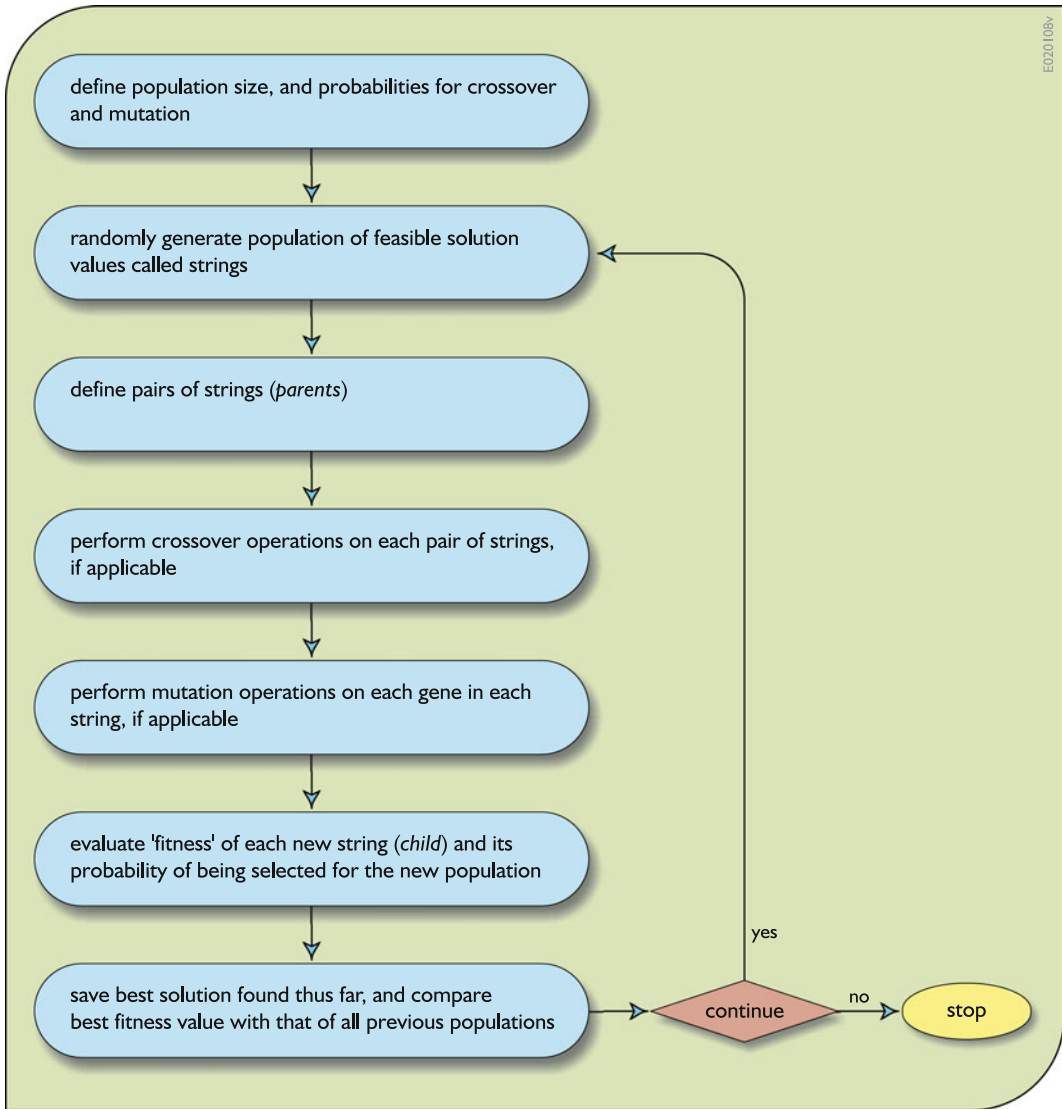 E020108v
define population size, and probabilities for crossover
and mutation
randomly generate population of feasible solution
values called strings
define pairs of strings (parents)
perform crossover operations on each pair of strings,
if applicable
perform mutation operations on each gene in each
string, if applicable
evaluate 'fitness' of each new string (child) and its
probability of being selected for the new population
save best solution found thus far, and compare
best fitness value with that of all previous populations
continue
yes
no
stop